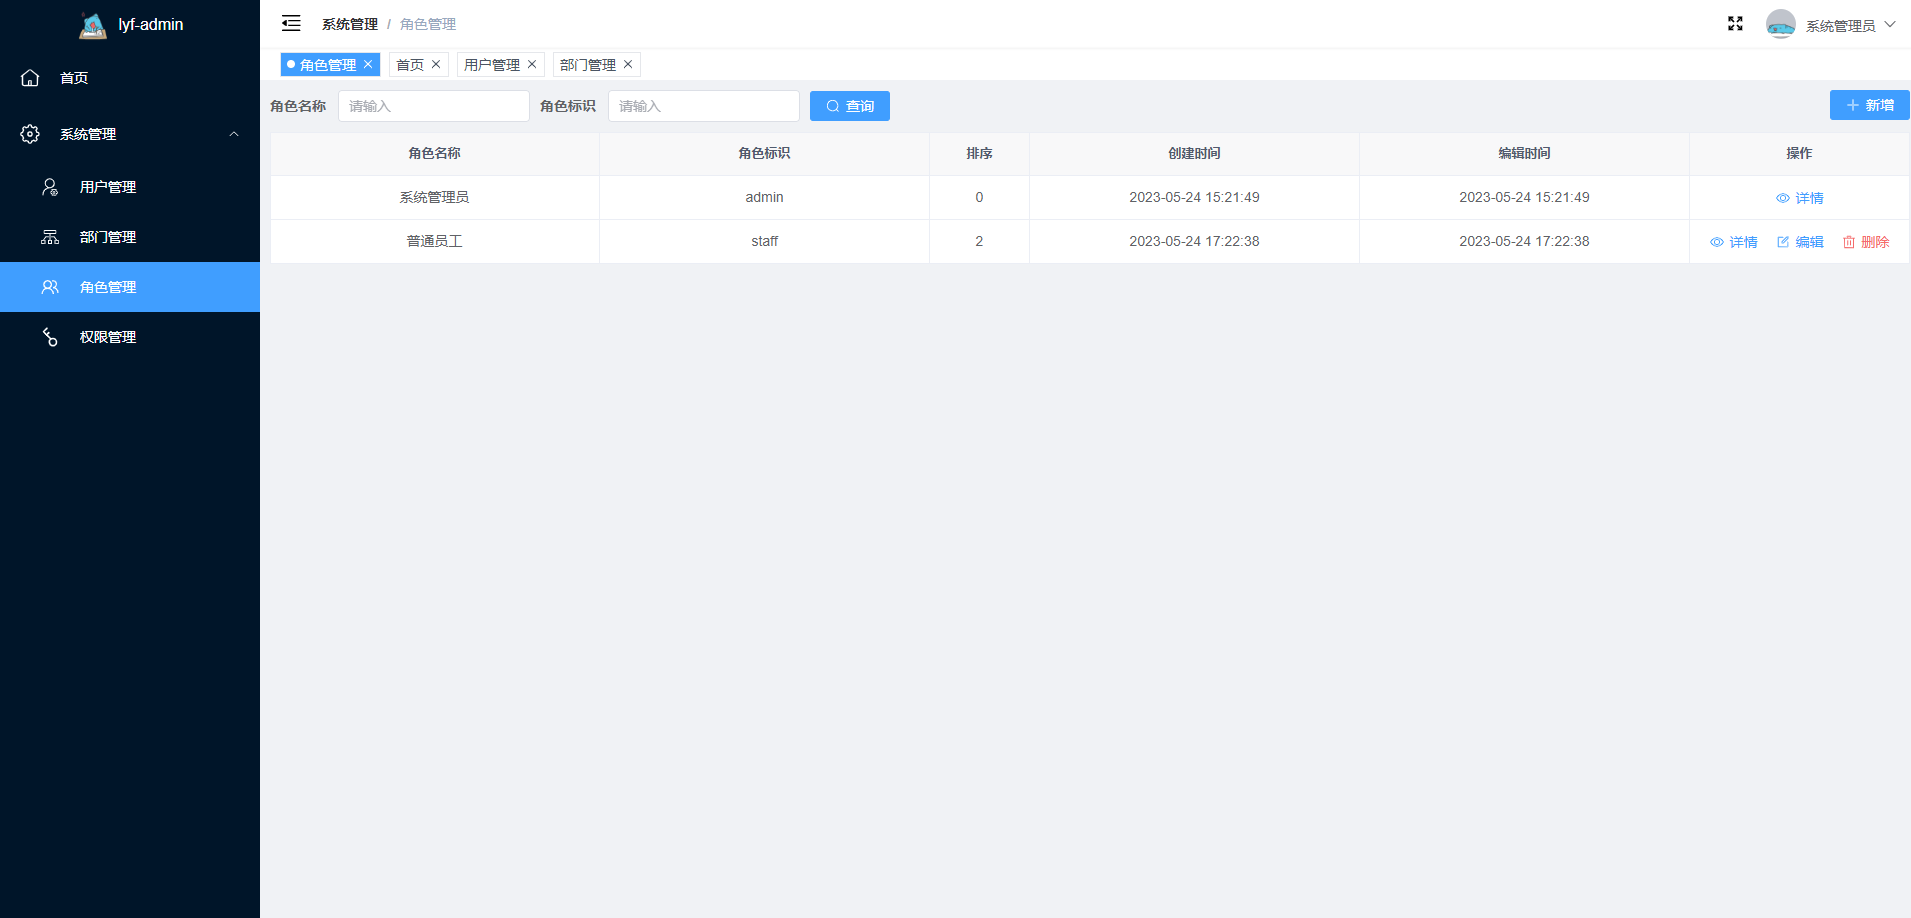 lyf-admin
首页
系统管理
用户管理
部门管理
角色管理
权限管理
系统管理 / 角色管理
系统管理员
角色管理 首页 用户管理 部门管理
角色名称 请输入 角色标识 请输入 查询 新增
角色名称 角色标识 排序 创建时间 编辑时间 操作
系统管理员 admin 0 2023-05-24 15:21:49 2023-05-24 15:21:49 详情
普通员工 staff 2 2023-05-24 17:22:38 2023-05-24 17:22:38 详情 编辑 删除